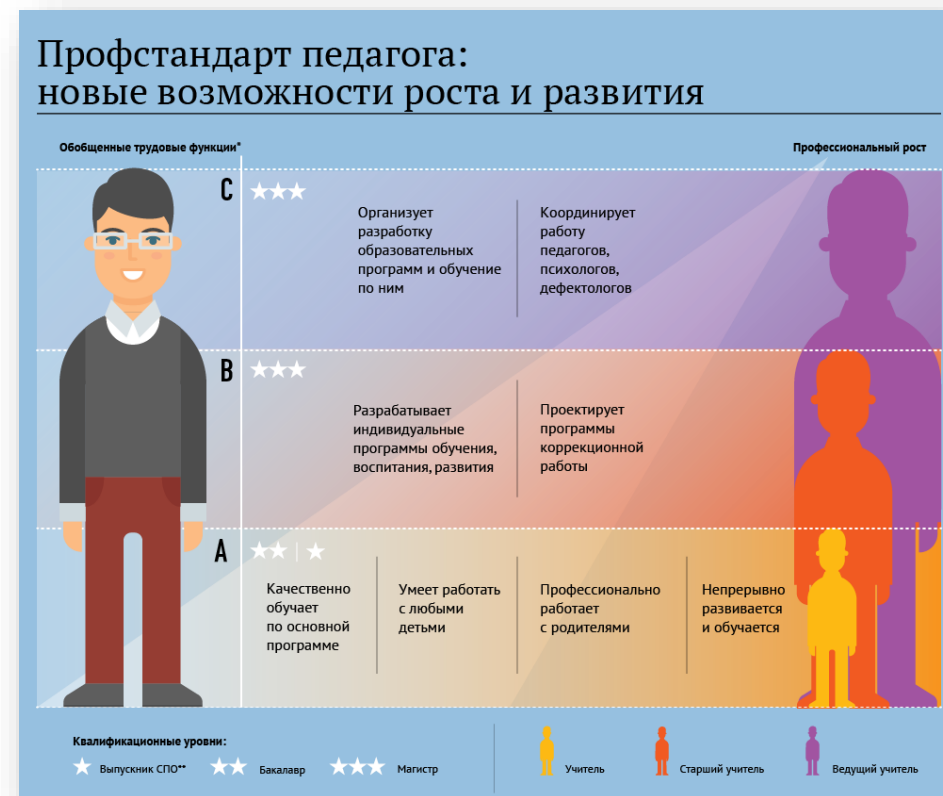 Профстандарт педагога:
новые возможности роста и развития
Обобщенные трудовые функции*
Профессиональный рост
C
Организует
разработку
образовательных
программ и обучение
по ним
Координирует
работу
педагогов,
психологов,
дефектологов
B
Разрабатывает
индивидуальные
программы обучения,
воспитания, развития
Проектирует
программы
коррекционной
работы
A
Качественно
обучает
по основной
программе
Умеет работать
с любыми
детьми
Профессионально
работает
с родителями
Непрерывно
развивается
и обучается
Квалификационные уровни:
Выпускник СПО**
Бакалавр
Магистр
Учитель
Старший учитель
Ведущий учитель